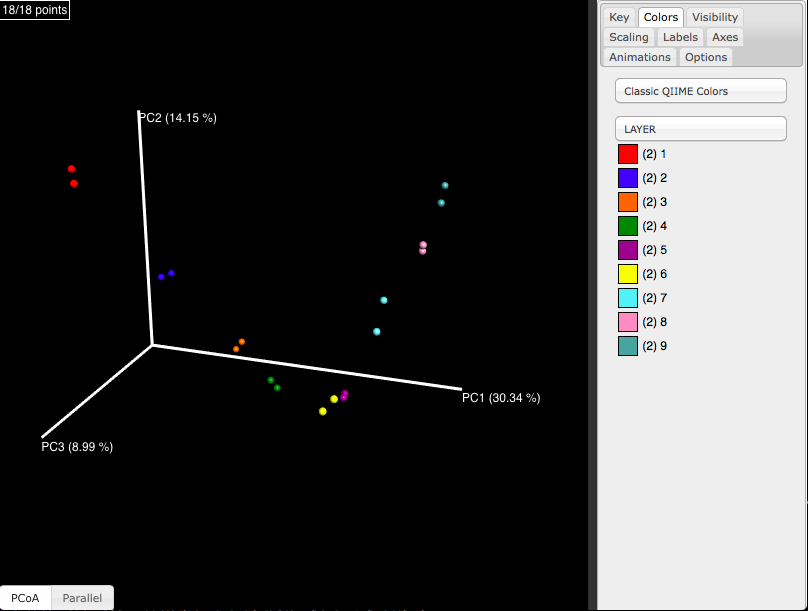 18/18 points
PC2 (14.15 %)
PC1 (30.34 %)
PC3 (8.99 %)
PCoA Parallel
Key Colors Visibility
Scaling Labels Axes
Animations Options
Classic QIIME Colors
LAYER
(2) 1
(2) 2
(2) 3
(2) 4
(2) 5
(2) 6
(2) 7
(2) 8
(2) 9